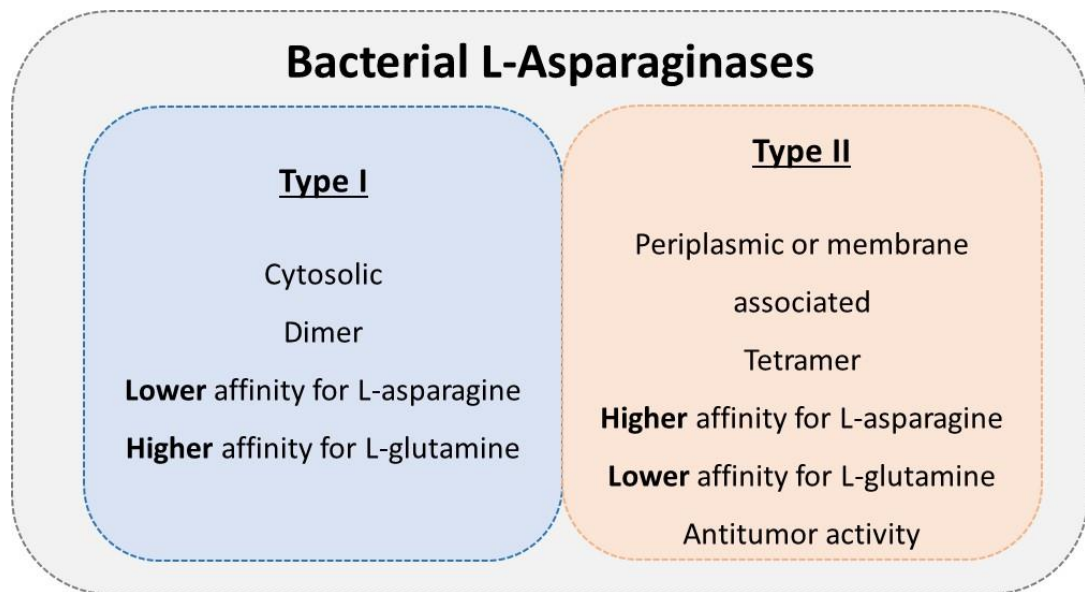 Bacterial L-Asparaginases
Type I
Cytosolic
Dimer
Lower affinity for L-asparagine
Higher affinity for L-glutamine
Type II
Periplasmic or membrane
associated
Tetramer
Higher affinity for L-asparagine
Lower affinity for L-glutamine
Antitumor activity